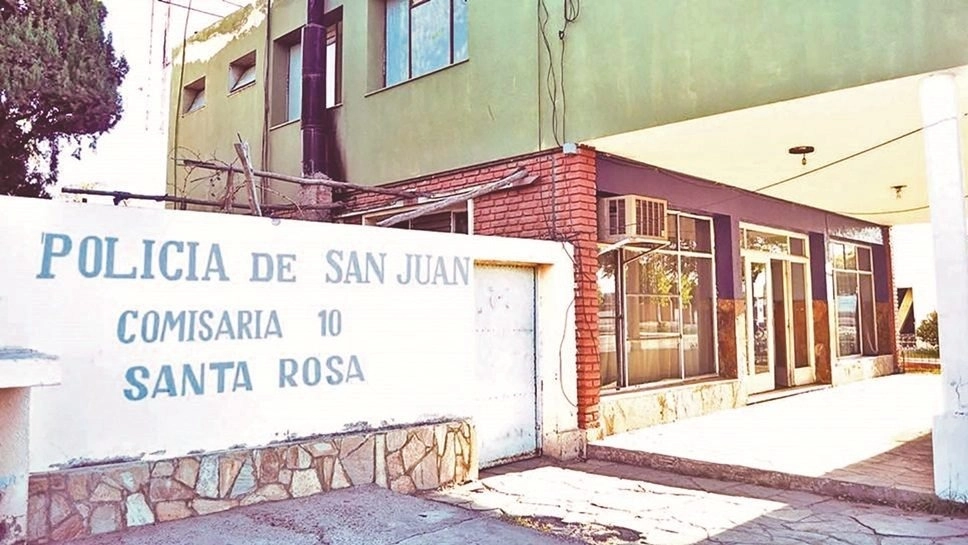 POLICIA DE SAN JUAN
COMISARIA 10
SANTA ROSA